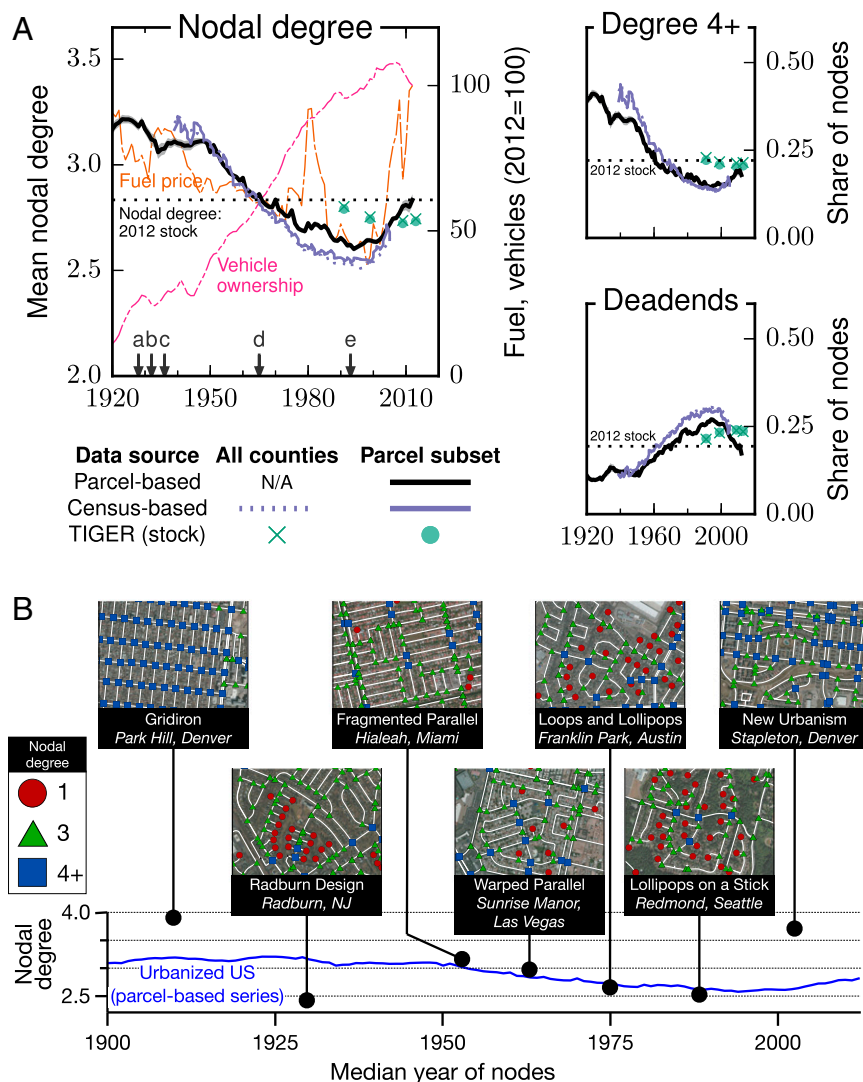 A
Nodal degree
3.5
3.0
2.5
2.0
Mean nodal degree
100
50
0
Fuel, vehicles (2012=100)
Fuel price
Nodal degree:
2012 stock
Vehicle
ownership
a b c d e
1920 1950 1980 2010
Degree 4+
0.50
0.25
0.00
Share of nodes
2012 stock
Deadends
0.50
0.25
0.00
Share of nodes
2012 stock
1920 1960 2000
Data source All counties Parcel subset
Parcel-based N/A
Census-based
TIGER (stock)
B
Gridiron
Park Hill, Denver
Fragmented Parallel
Hialeah, Miami
Loops and Lollipops
Franklin Park, Austin
New Urbanism
Stapleton, Denver
Nodal
degree
1
3
4+
Radburn Design
Radburn, NJ
Warped Parallel
Sunrise Manor,
Las Vegas
Lollipops on a Stick
Redmond, Seattle
Nodal
degree
4.0
2.5
Urbanized US
(parcel-based series)
1900 1925 1950 1975 2000
Median year of nodes